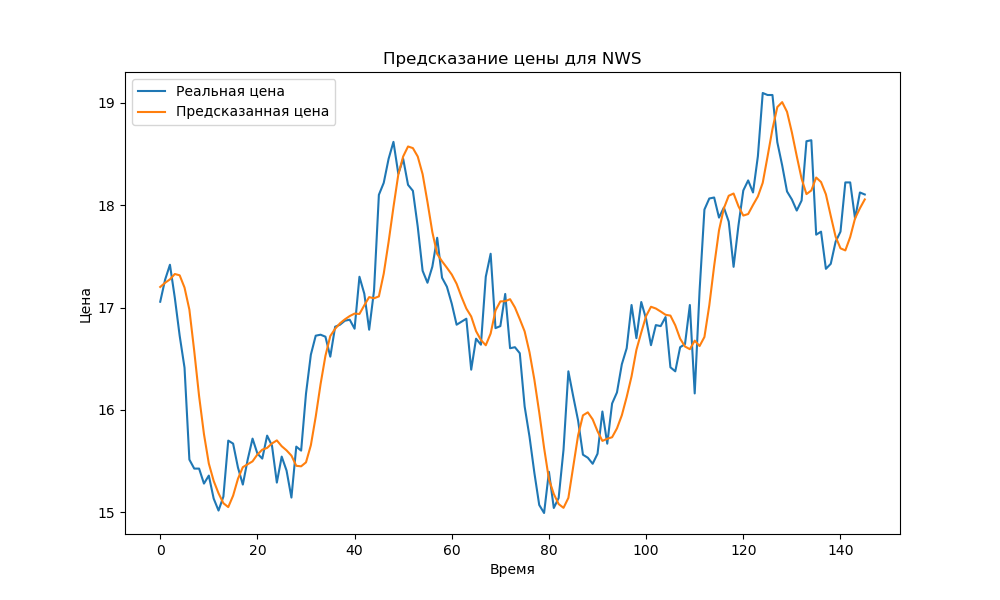 Предсказание цены для NWS
Реальная цена
Предсказанная цена
Цена
19
18
17
16
15
0 20 40 60 80 100 120 140
Время